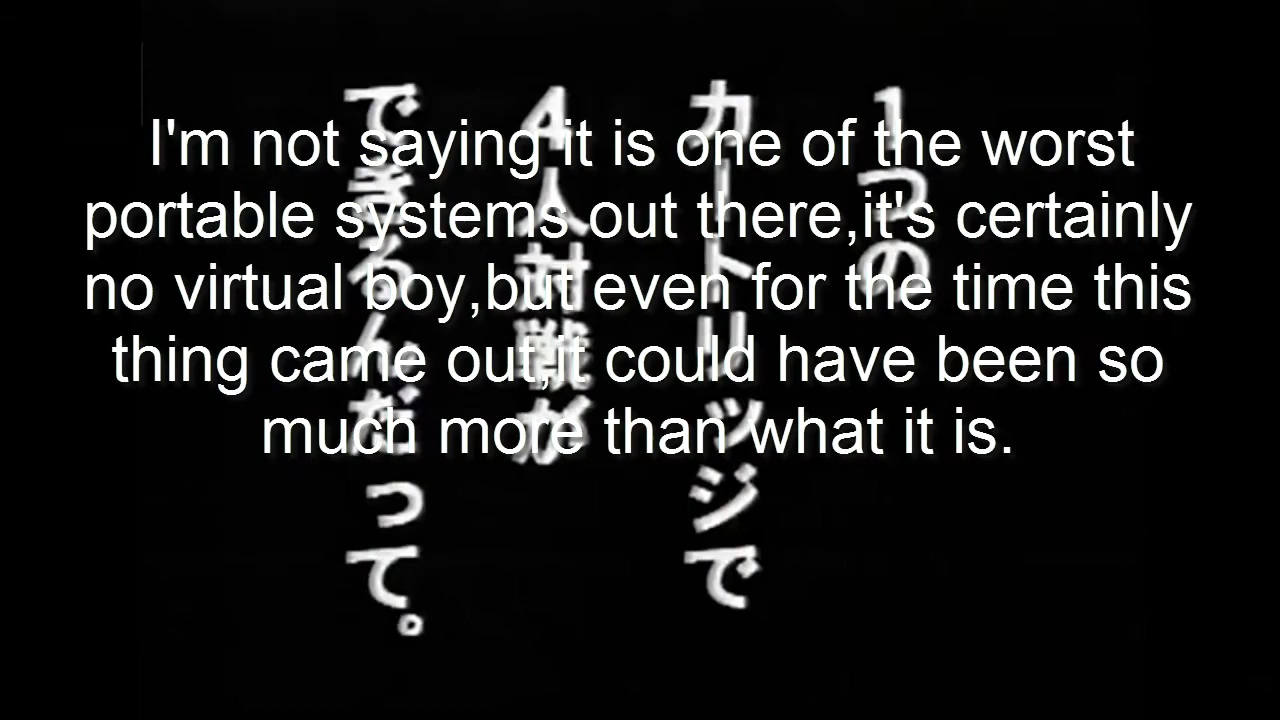 I'm not saying it is one of the worst
portable systems out there,it's certainly
no virtual boy,but even for the time this
thing came out,it could have been so
much more than what it is.
1つの
カートリッジで
4人対戦が
できるんだって。